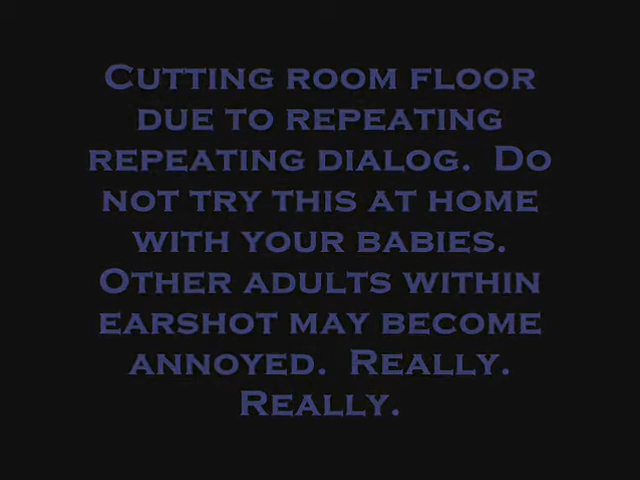 Cutting room floor
due to repeating
repeating dialog.  Do
not try this at home
with your babies.
Other adults within
earshot may become
annoyed.  Really.
Really.